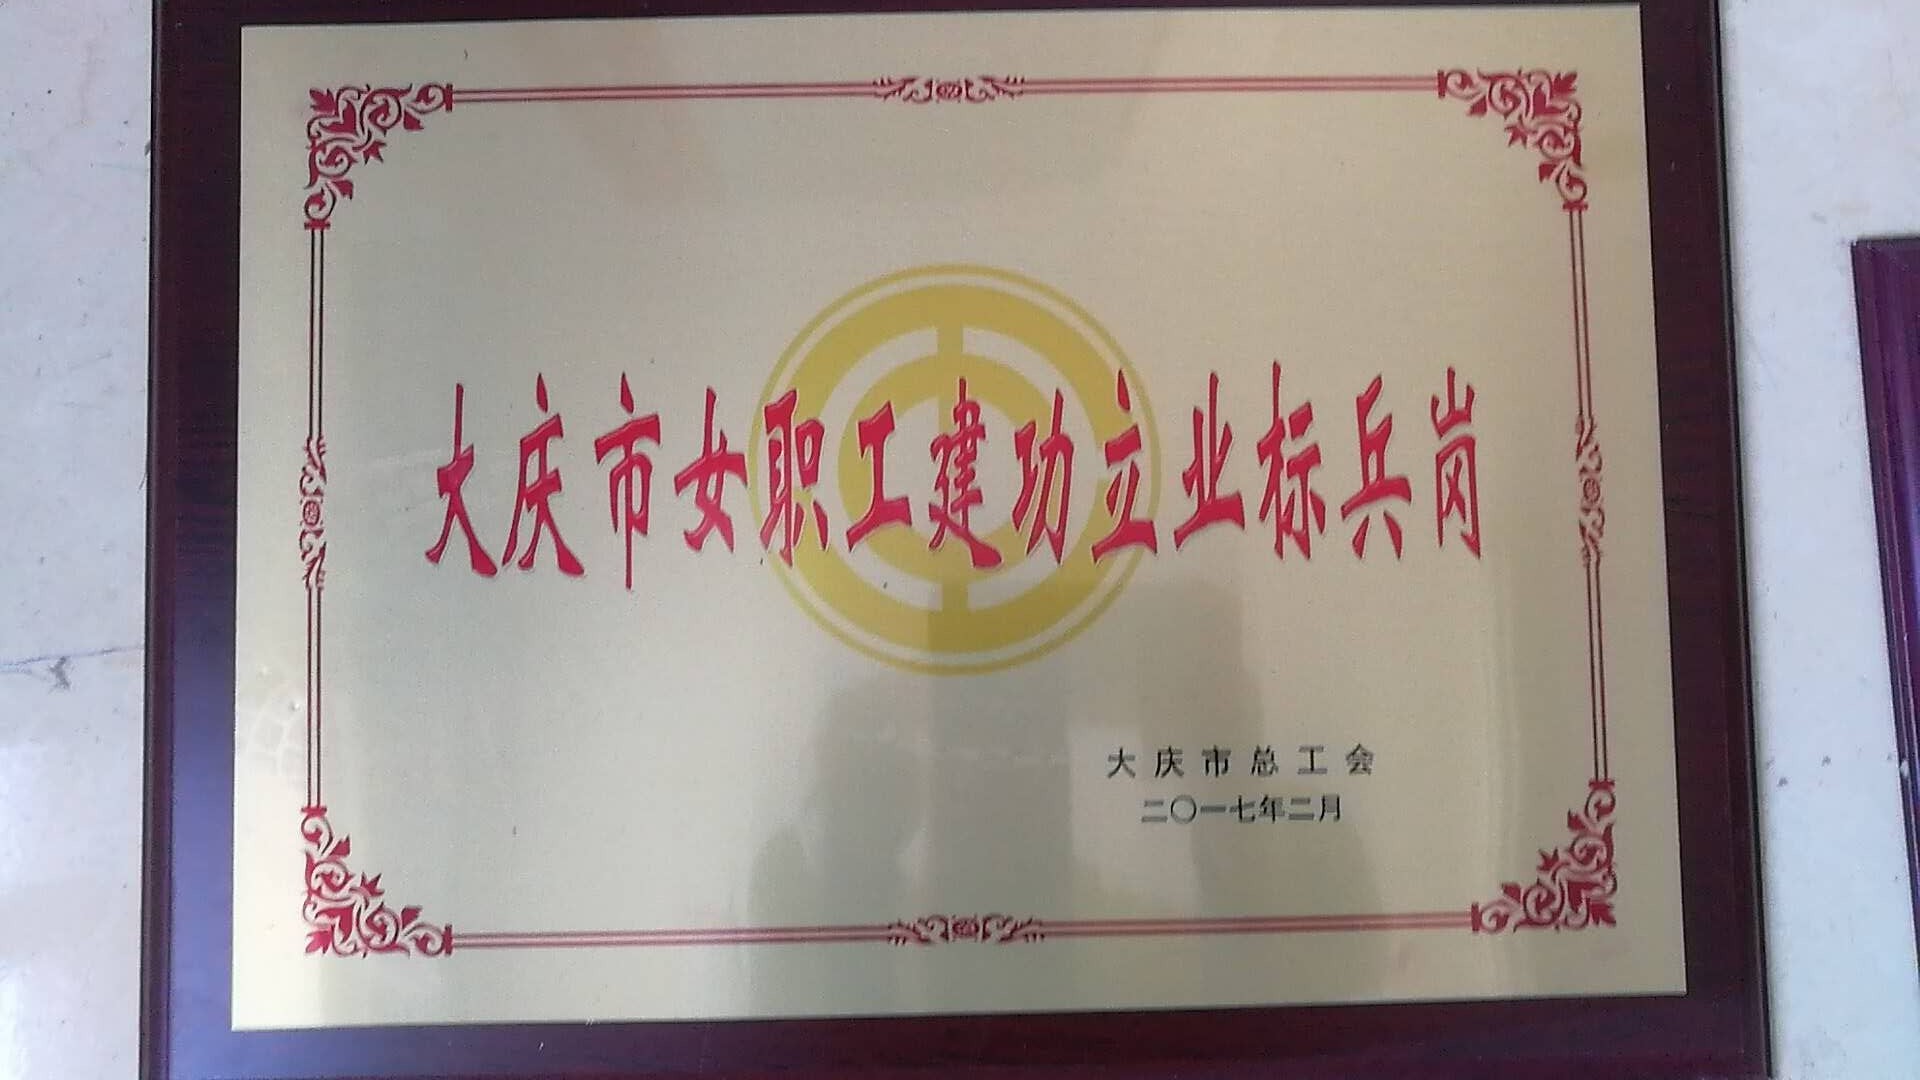 大庆市女职工建功立业标兵岗
大庆市总工会
二〇一七年二月